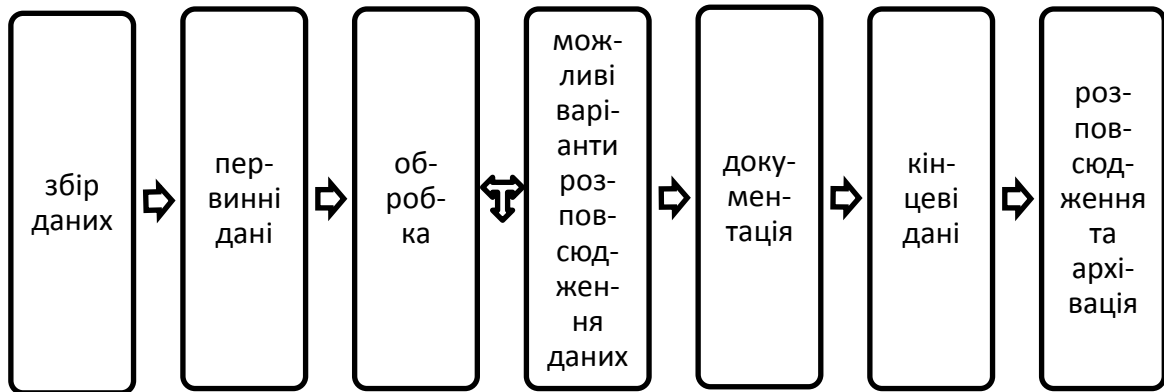 збір
даних
пер-
винні
дані
об-
роб-
ка
мож-
ливі
варі-
анти
роз-
пов-
сюд-
жен-
ня
даних
доку-
мен-
тація
кін-
цеві
дані
роз-
пов-
сюд-
ження
та
архі-
вація